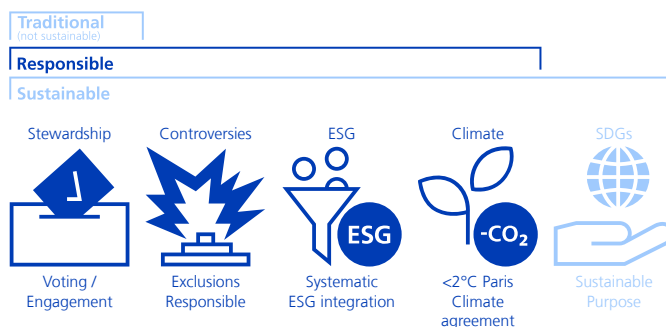 Traditional
(not sustainable)
Responsible
Sustainable
Stewardship
Controversies
ESG
Climate
SDGs
ESG
-CO₂
Voting /
Engagement
Exclusions
Responsible
Systematic
ESG integration
<2°C Paris
Climate
agreement
Sustainable
Purpose